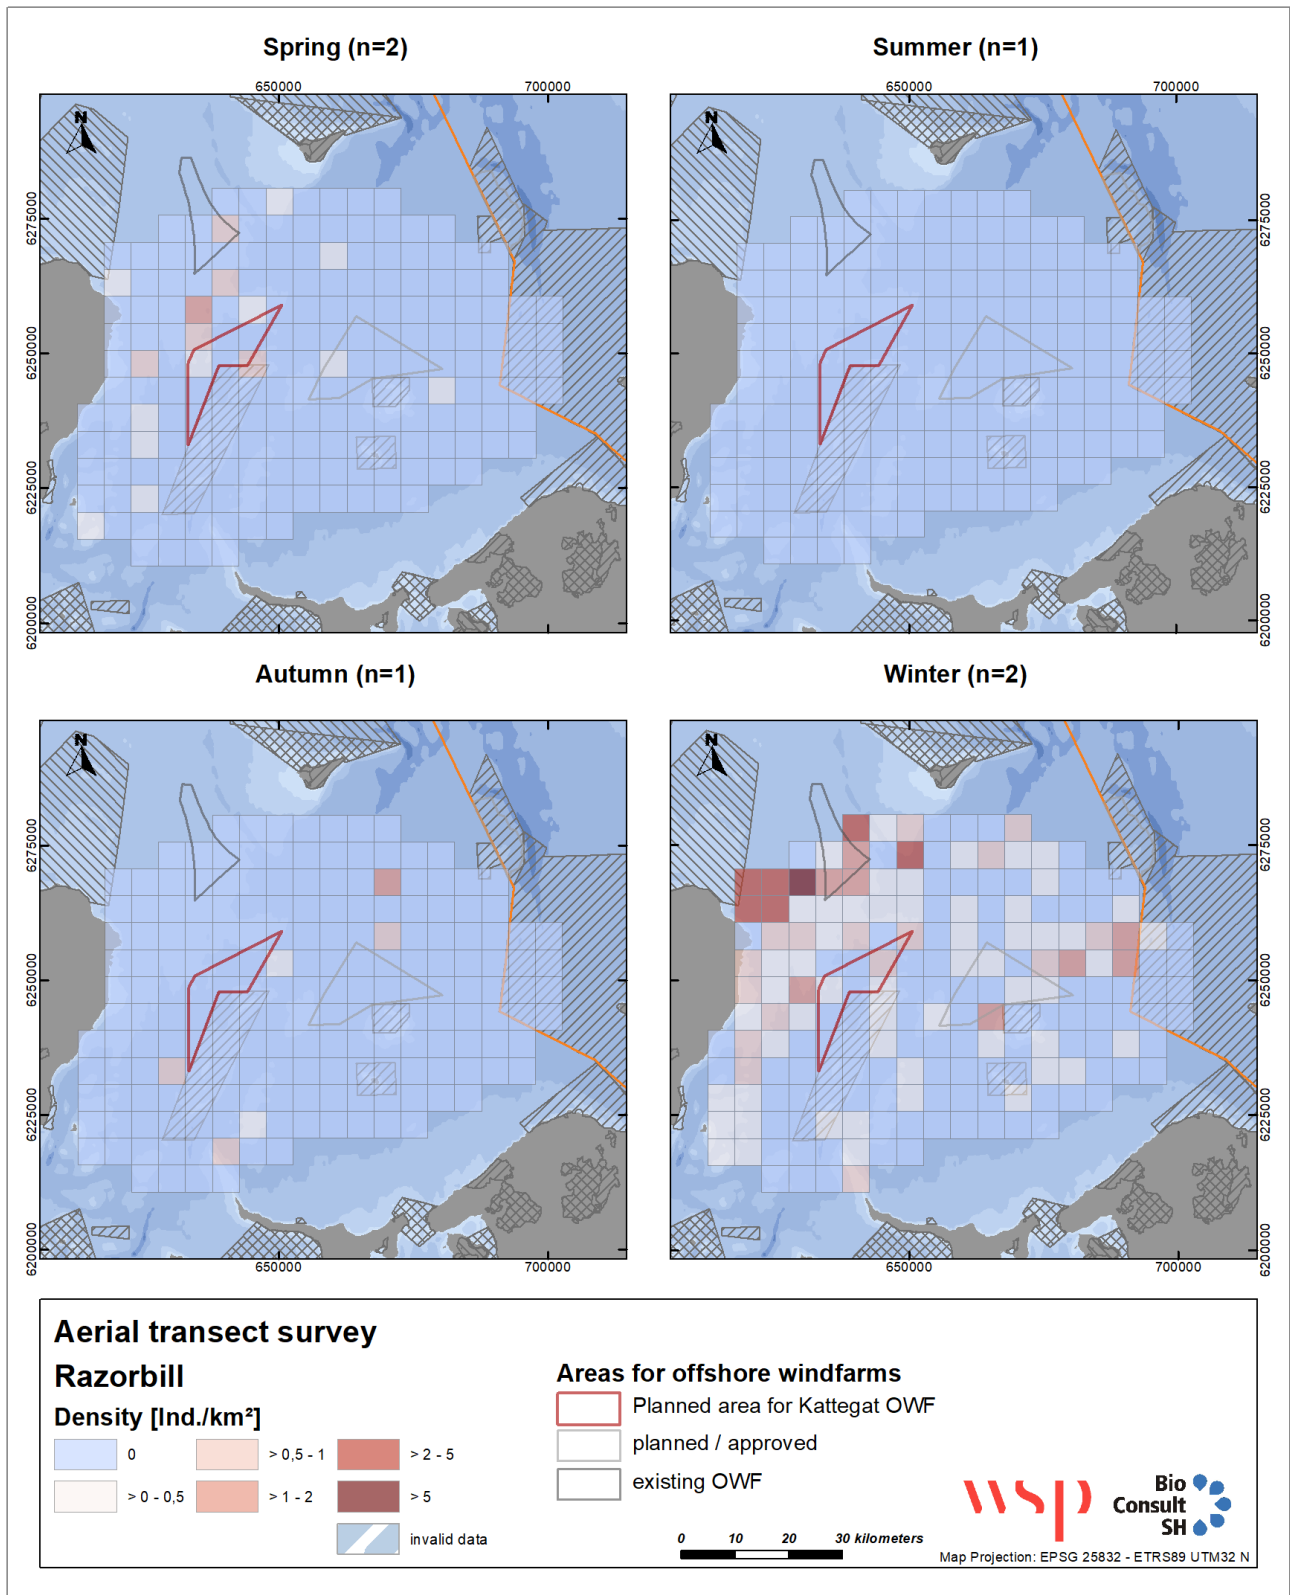 Spring (n=2)
Summer (n=1)
650000
700000
650000
700000
N
N
6275000
6250000
6225000
6200000
6275000
6250000
6225000
6200000
Autumn (n=1)
Winter (n=2)
N
N
6275000
6250000
6225000
6200000
6275000
6250000
6225000
6200000
650000
700000
650000
700000
Aerial transect survey
Razorbill
Density [Ind./km²]
0
> 0 - 0,5
> 0,5 - 1
> 1 - 2
> 2 - 5
> 5
invalid data
Areas for offshore windfarms
Planned area for Kattegat OWF
planned / approved
existing OWF
0 10 20 30 kilometers
wsp
Bio
Consult
SH
Map Projection: EPSG 25832 - ETRS89 UTM32 N